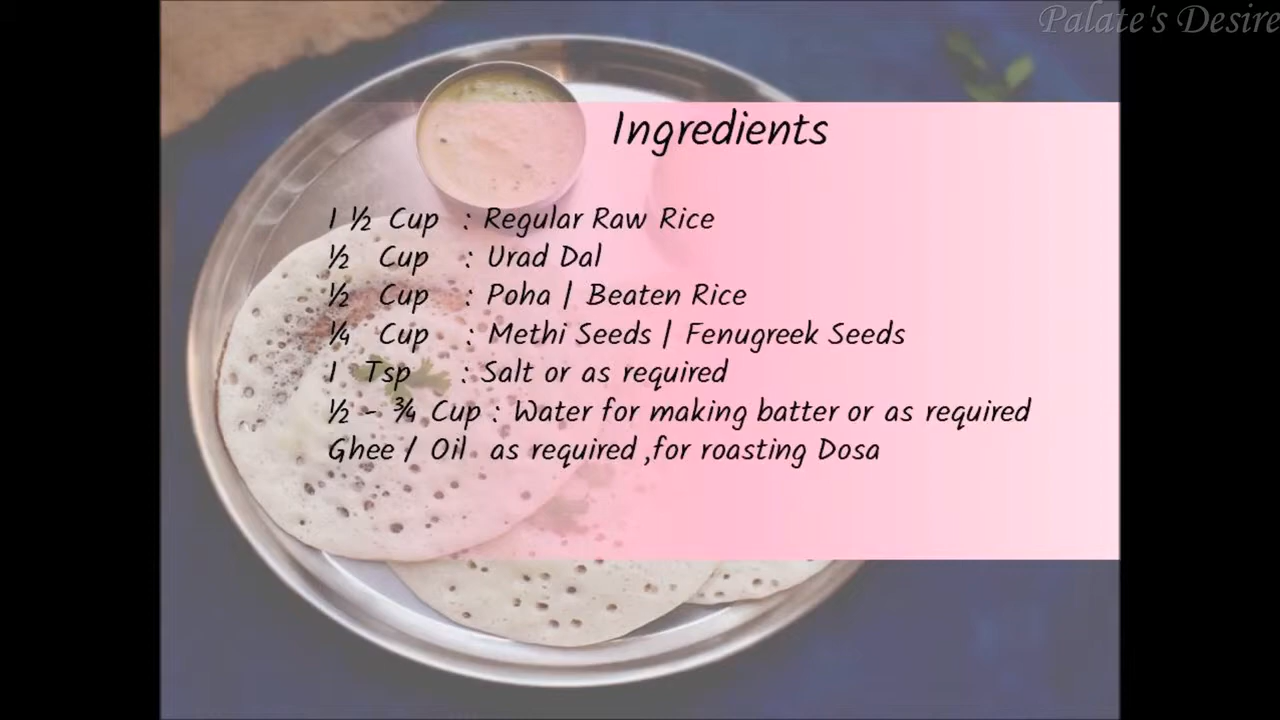 Palate's Desire
Ingredients
1 ½ Cup : Regular Raw Rice
½ Cup : Urad Dal
½ Cup : Poha | Beaten Rice
¼ Cup : Methi Seeds | Fenugreek Seeds
1 Tsp : Salt or as required
½ - ¾ Cup : Water for making batter or as required
Ghee / Oil as required ,for roasting Dosa